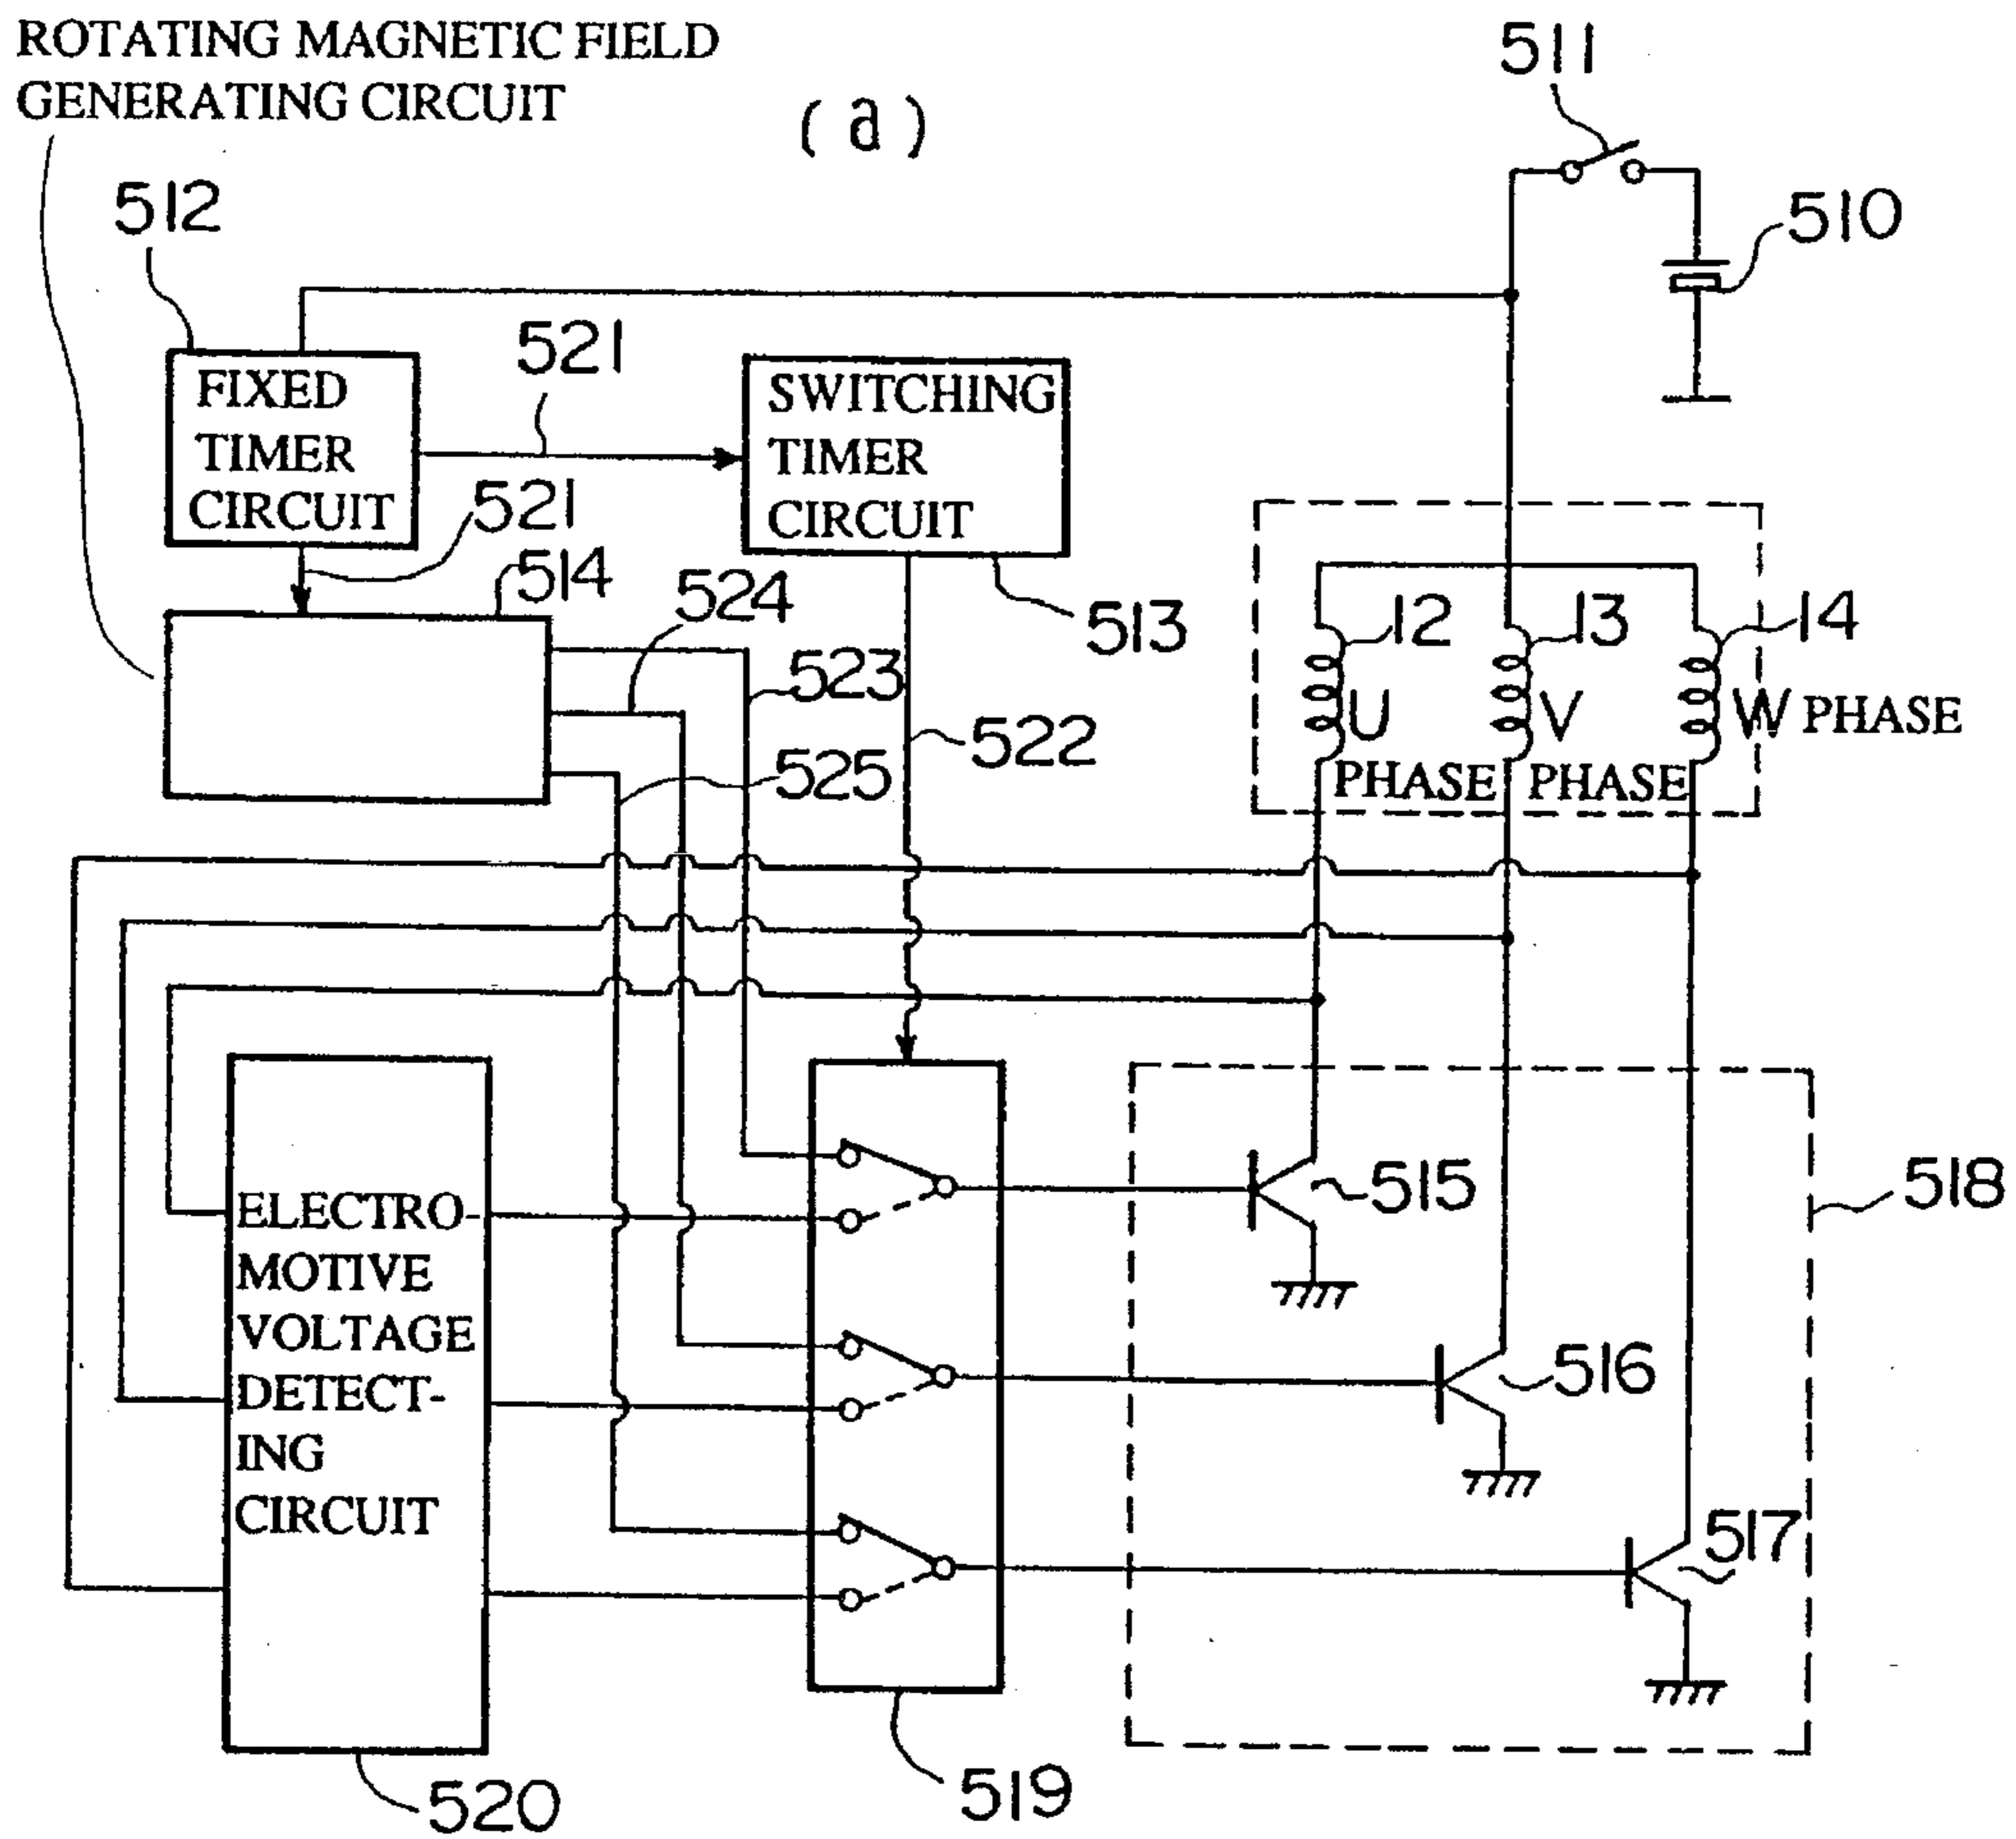 ROTATING MAGNETIC FIELD
GENERATING CIRCUIT
(a)
511
510
512
FIXED
TIMER
CIRCUIT
521
SWITCHING
TIMER
CIRCUIT
521
514
524
513
523
522
525
12
13
14
U
PHASE
V
PHASE
W PHASE
ELECTRO-
MOTIVE
VOLTAGE
DETECT-
ING
CIRCUIT
515
518
516
517
519
520